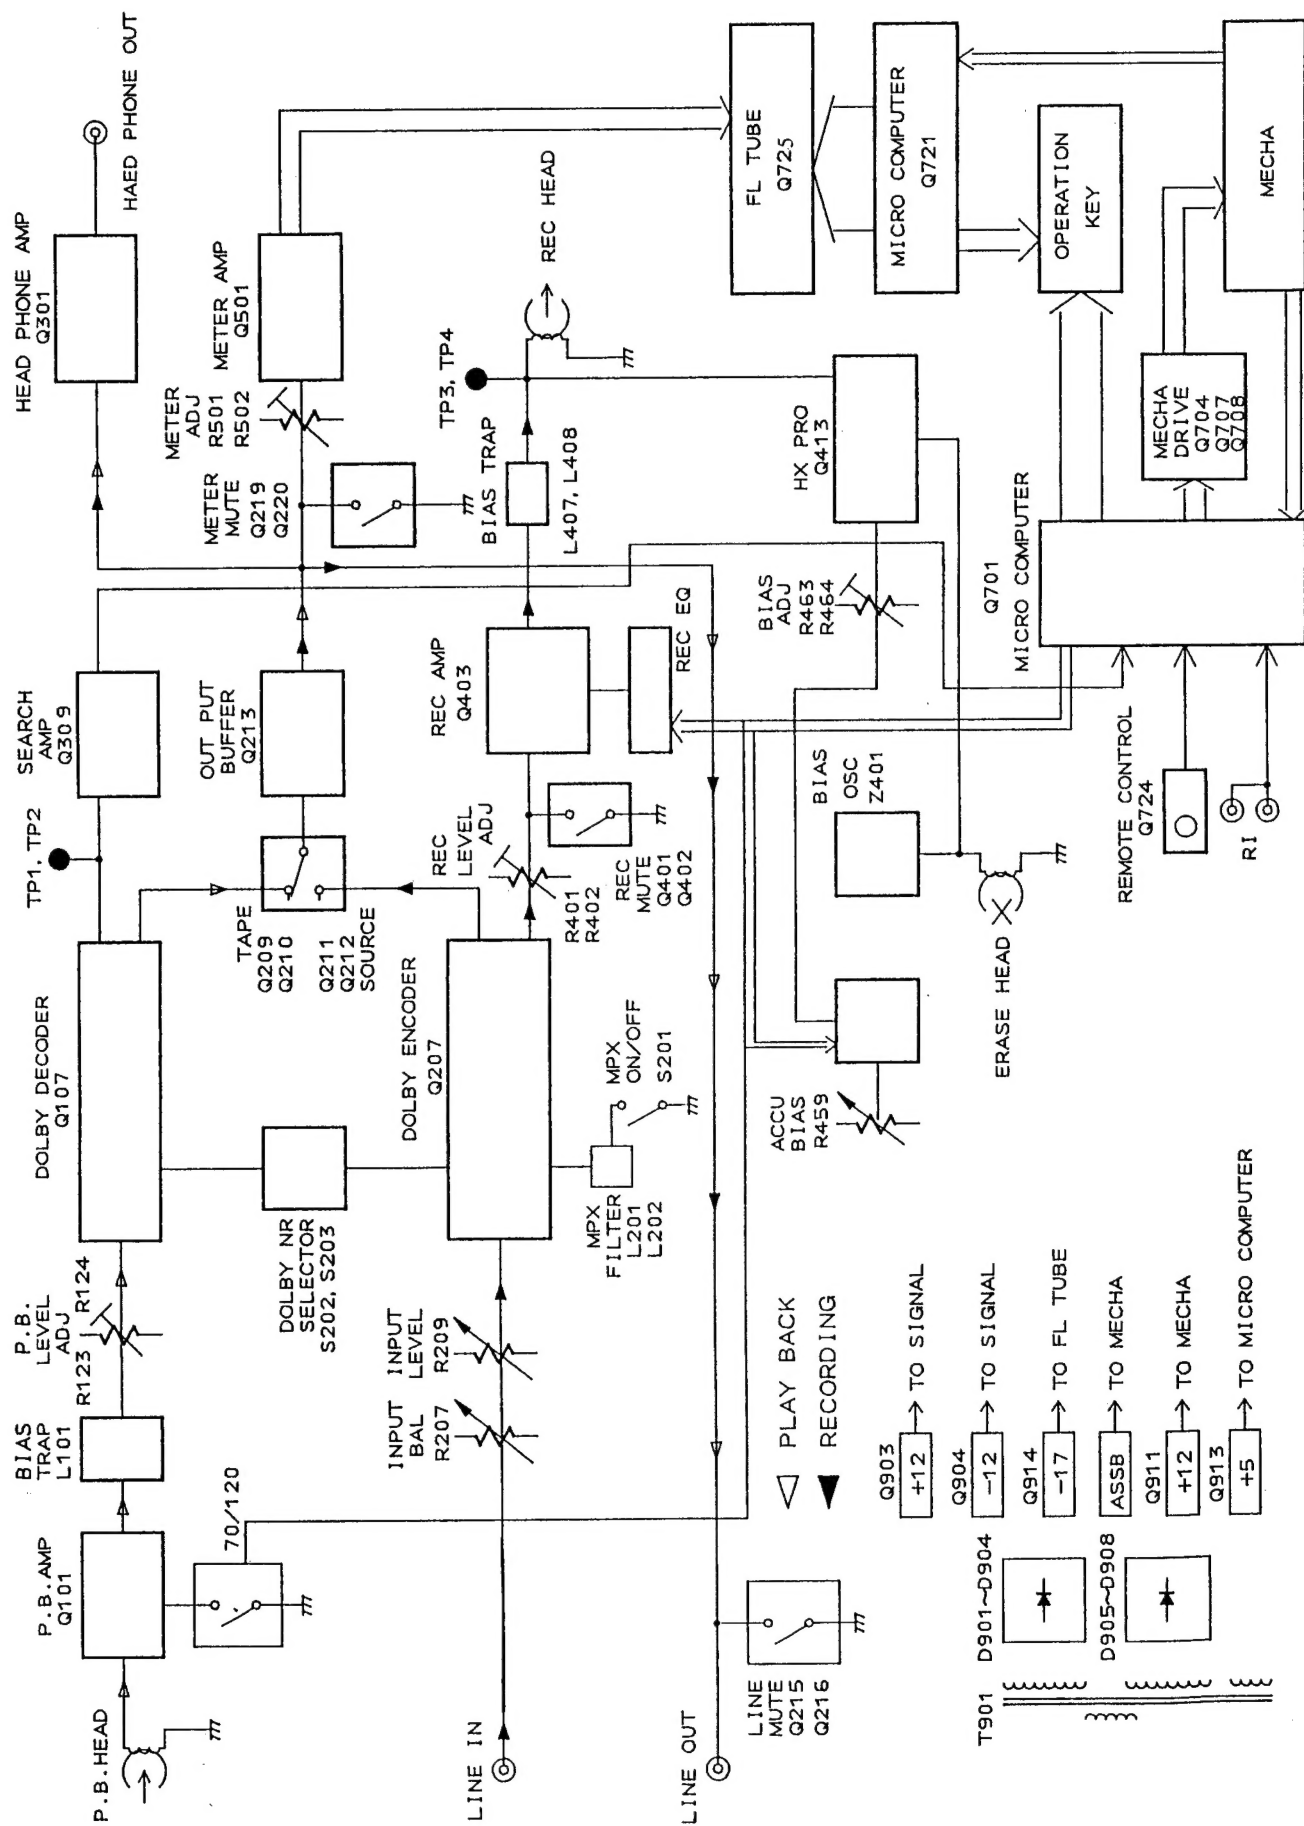 P.B.HEAD
P.B.AMP
Q101
70/120
BIAS
TRAP
L101
P.B.
LEVEL
ADJ
R123
R124
DOLBY DECODER
Q107
TP1, TP2
SEARCH
AMP
Q309
HEAD PHONE AMP
Q301
HAED PHONE OUT
DOLBY NR
SELECTOR
S202, S203
TAPE
Q209
Q210
Q211
Q212
SOURCE
OUT PUT
BUFFER
Q213
METER
MUTE
Q219
Q220
METER
ADJ
R501
R502
METER AMP
Q501
LINE IN
INPUT
BAL
R207
INPUT
LEVEL
R209
DOLBY ENCODER
Q207
MPX
FILTER
L201
L202
MPX
ON/OFF
S201
REC
LEVEL
ADJ
R401
R402
REC
MUTE
Q401
Q402
REC AMP
Q403
REC EQ
BIAS TRAP
L407, L408
TP3, TP4
REC HEAD
LINE OUT
LINE
MUTE
Q215
Q216
PLAY BACK
RECORDING
ACCU
BIAS
R459
BIAS
OSC
Z401
ERASE HEAD
BIAS
ADJ
R463
R464
HX PRO
Q413
FL TUBE
Q725
MICRO COMPUTER
Q721
OPERATION
KEY
MECHA
MECHA
DRIVE
Q704
Q707
Q708
Q701
MICRO COMPUTER
REMOTE CONTROL
Q724
RI
T901
D901~D904
D905~D908
Q903
+12
TO SIGNAL
Q904
-12
TO SIGNAL
Q914
-17
TO FL TUBE
ASSB
TO MECHA
Q911
+12
TO MECHA
Q913
+5
TO MICRO COMPUTER